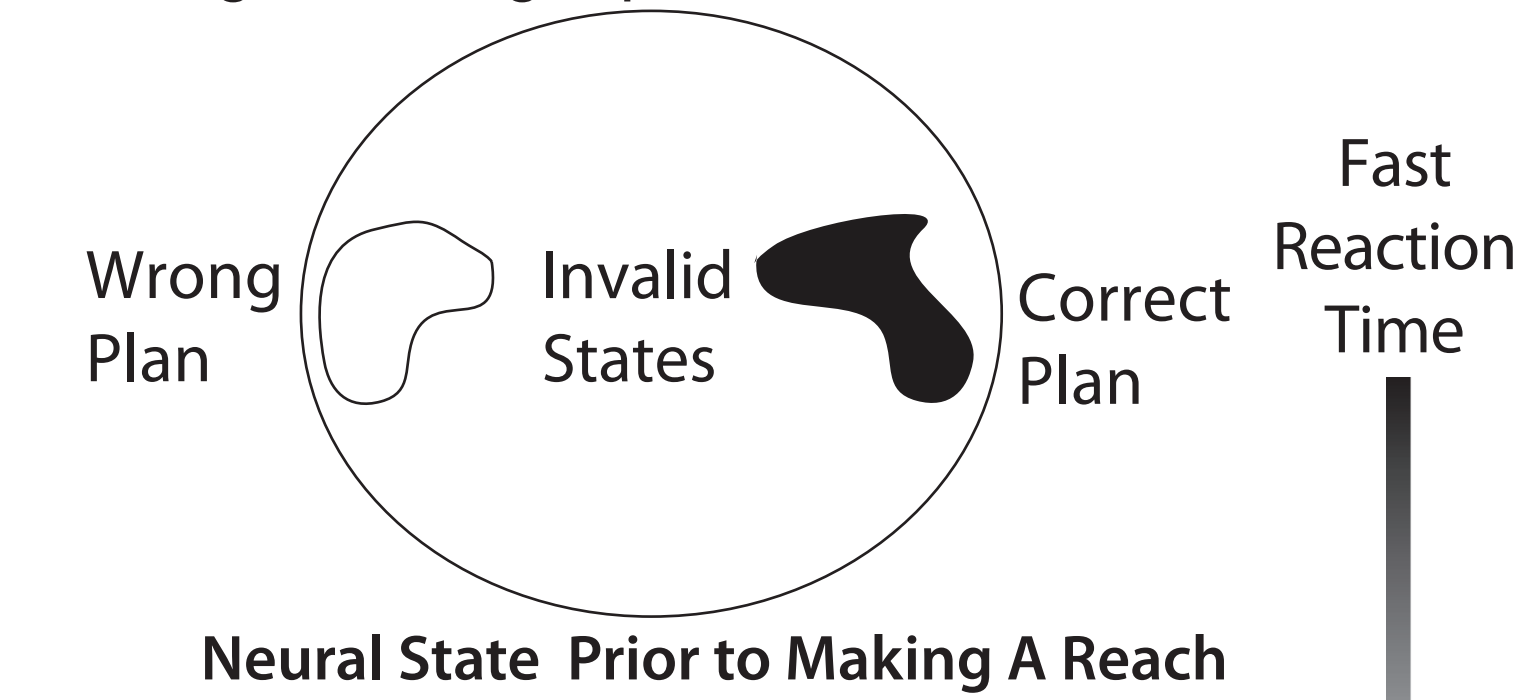 Wrong
Plan
Invalid
States
Correct
Plan
Fast
Reaction
Time
Neural State Prior to Making A Reach